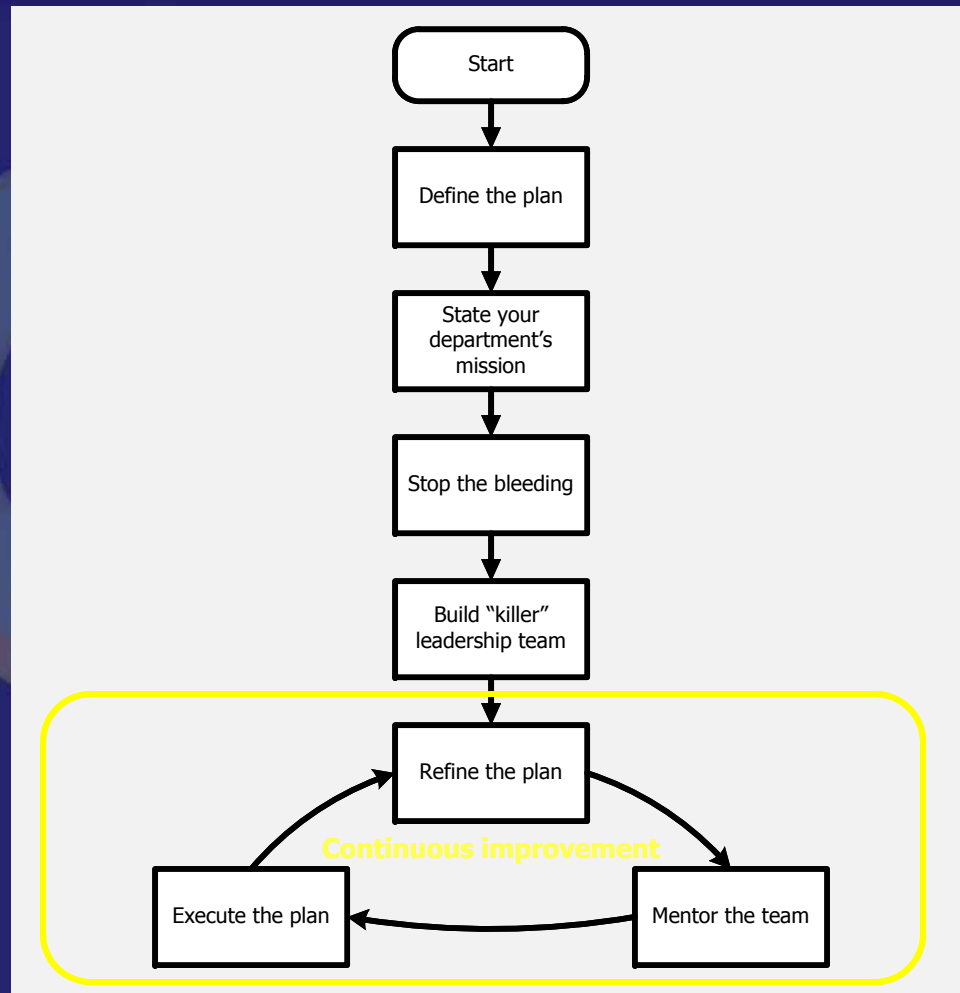 Start
Define the plan
State your
department’s
mission
Stop the bleeding
Build “killer”
leadership team
Refine the plan
Continuous improvement
Execute the plan
Mentor the team